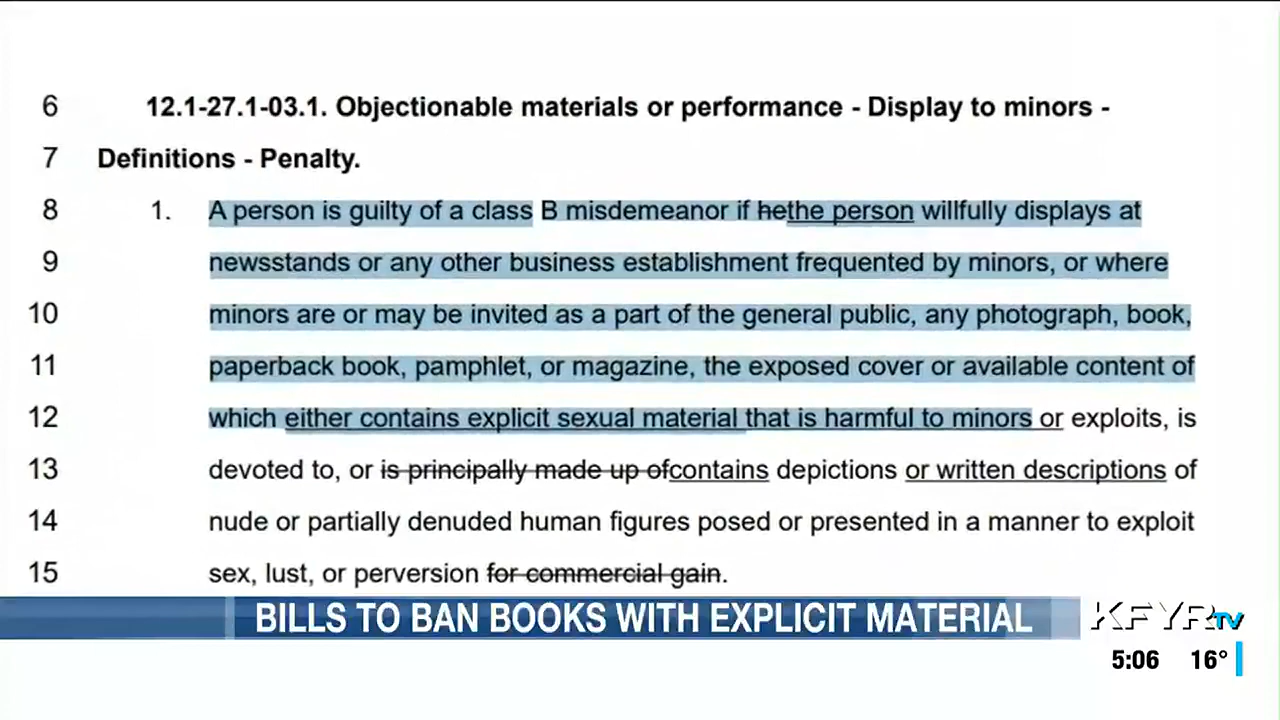 6 12.1-27.1-03.1. Objectionable materials or performance - Display to minors -
7 Definitions - Penalty.
8 1. A person is guilty of a class B misdemeanor if hethe person willfully displays at
9 newsstands or any other business establishment frequented by minors, or where
10 minors are or may be invited as a part of the general public, any photograph, book,
11 paperback book, pamphlet, or magazine, the exposed cover or available content of
12 which either contains explicit sexual material that is harmful to minors or exploits, is
13 devoted to, or is principally made up ofcontains depictions or written descriptions of
14 nude or partially denuded human figures posed or presented in a manner to exploit
15 sex, lust, or perversion for commercial gain.
BILLS TO BAN BOOKS WITH EXPLICIT MATERIAL
KFYRTV
5:06 16°